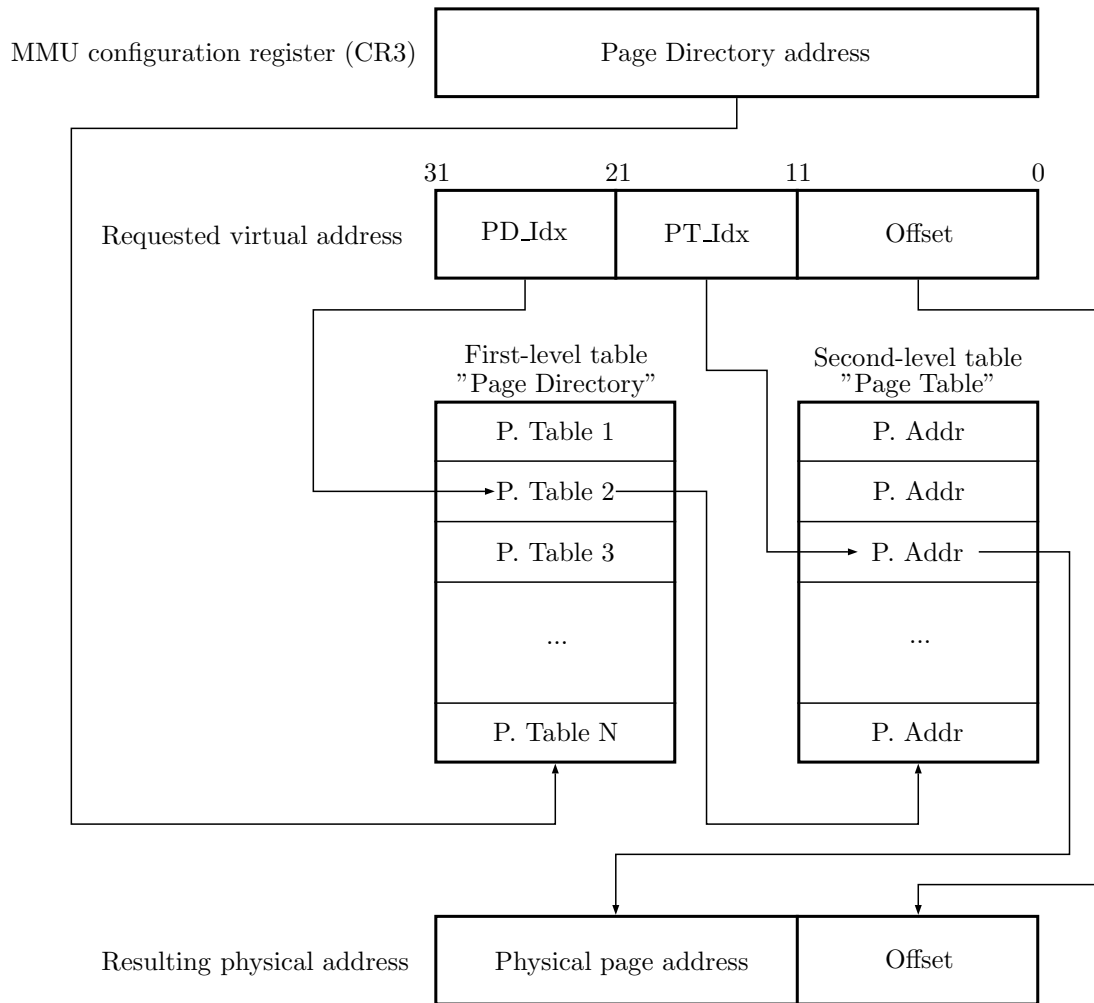 MMU configuration register (CR3)
Page Directory address
31
21
11
0
Requested virtual address
PD_Idx
PT_Idx
Offset
First-level table
”Page Directory”
Second-level table
”Page Table”
P. Table 1
P. Addr
P. Table 2
P. Addr
P. Table 3
P. Addr
...
...
P. Table N
P. Addr
Resulting physical address
Physical page address
Offset